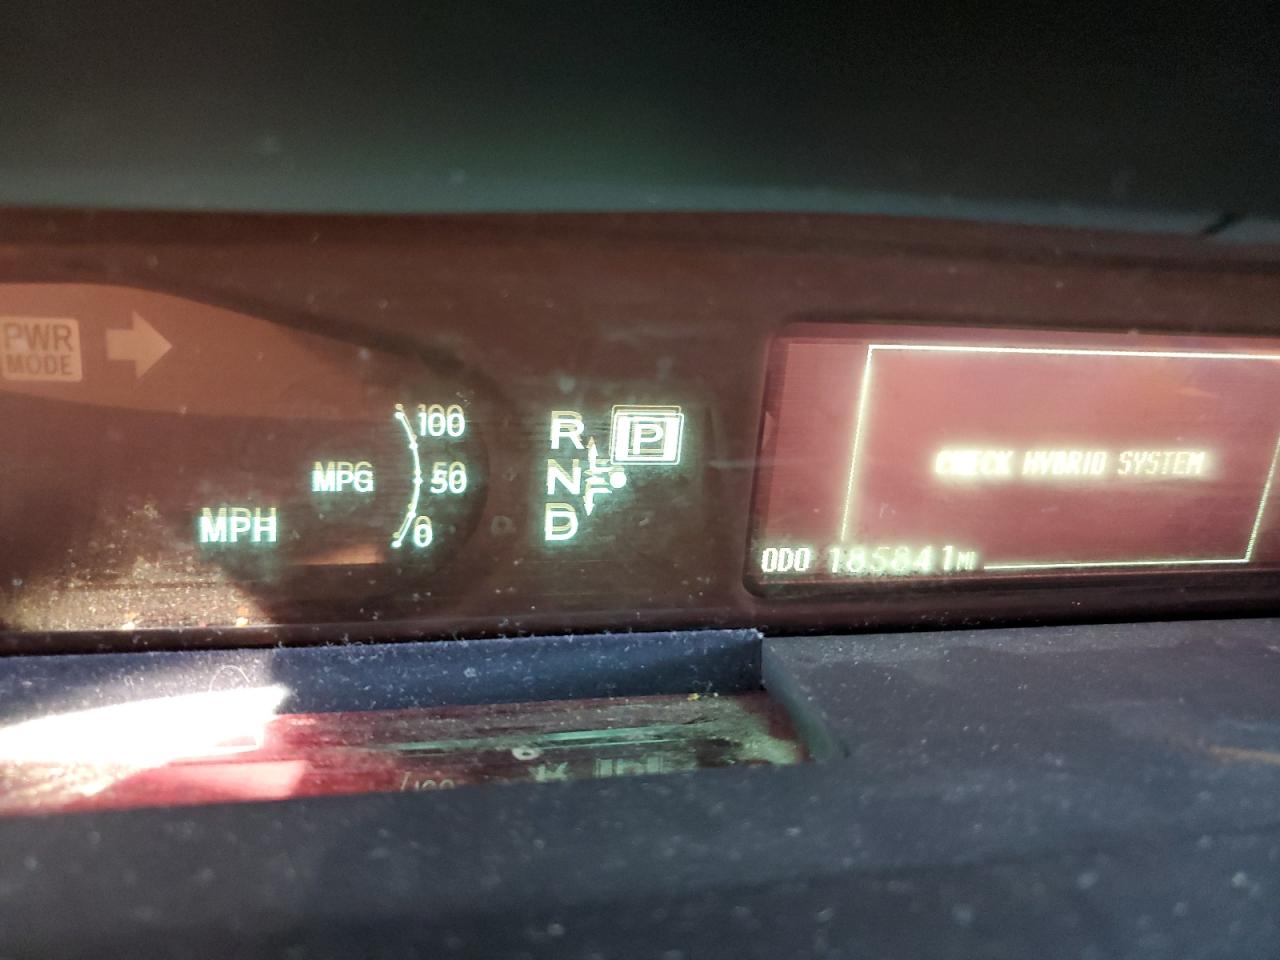 PWR
MODE
MPG
MPH
100
50
0
R
N
D
P
CHECK HYBRID SYSTEM
ODO 185841MI